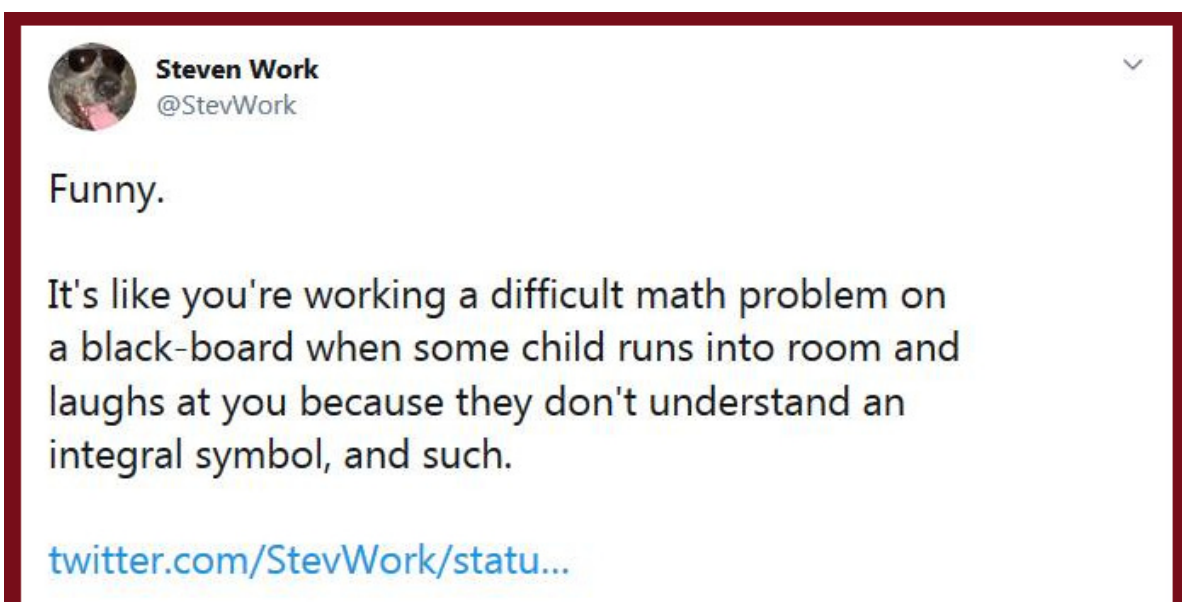 Steven Work
@StevWork
Funny.
It's like you're working a difficult math problem on
a black-board when some child runs into room and
laughs at you because they don't understand an
integral symbol, and such.
twitter.com/StevWork/statu...